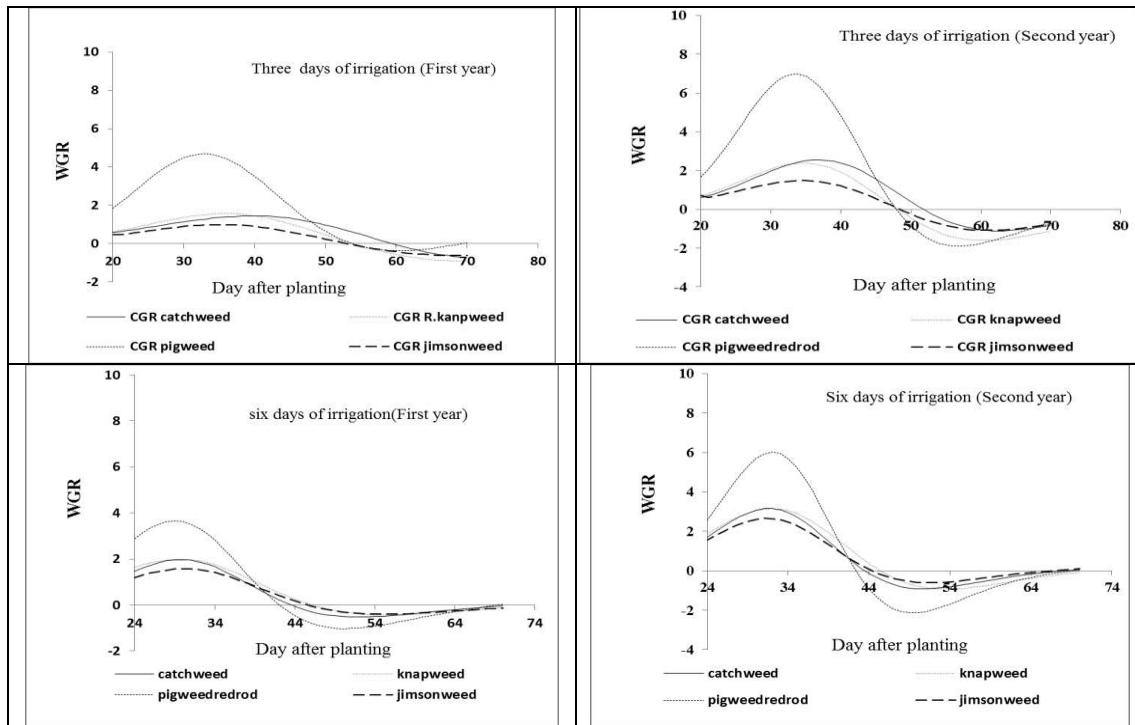 Three days of irrigation (First year)
10
8
6
4
2
0
-2
WGR
20 30 40 50 60 70 80
Day after planting
CGR catchweed CGR R.kanpweed
CGR pigweed CGR jimsonweed
Three days of irrigation (Second year)
10
8
6
4
2
0
-2
-4
WGR
20 30 40 50 60 70 80
Day after planting
CGR catchweed CGR knapweed
CGR pigweedredrod CGR jimsonweed
six days of irrigation(First year)
10
8
6
4
2
0
-2
WGR
24 34 44 54 64 74
Day after planting
catchweed knapweed
pigweedredrod jimsonweed
Six days of irrigation (Second year)
10
8
6
4
2
0
-2
-4
WGR
24 34 44 54 64 74
Day after planting
catchweed knapweed
pigweedredrod jimsonweed